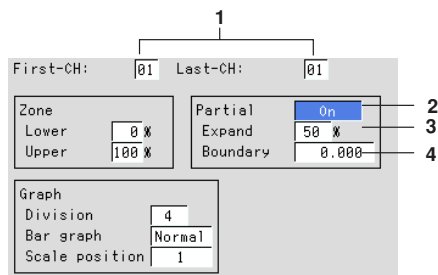 1
First-CH: 01 Last-CH: 01
Zone
Lower 0 %
Upper 100 %
Partial On 2
Expand 50 % 3
Boundary 0.000 4
Graph
Division 4
Bar graph Normal
Scale position 1